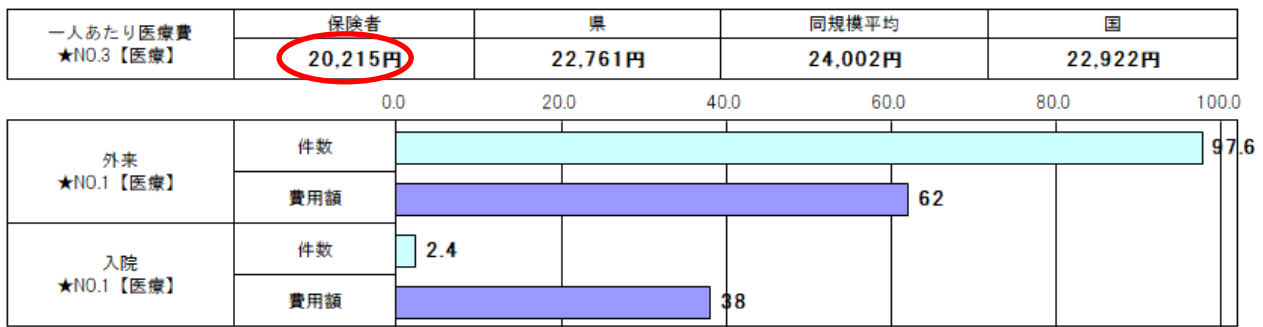 一人あたり医療費
★NO.3【医療】
保険者 県 同規模平均 国
20,215円 22,761円 24,002円 22,922円
0.0 20.0 40.0 60.0 80.0 100.0
外来
★NO.1【医療】
件数 97.6
費用額 62
入院
★NO.1【医療】
件数 2.4
費用額 38